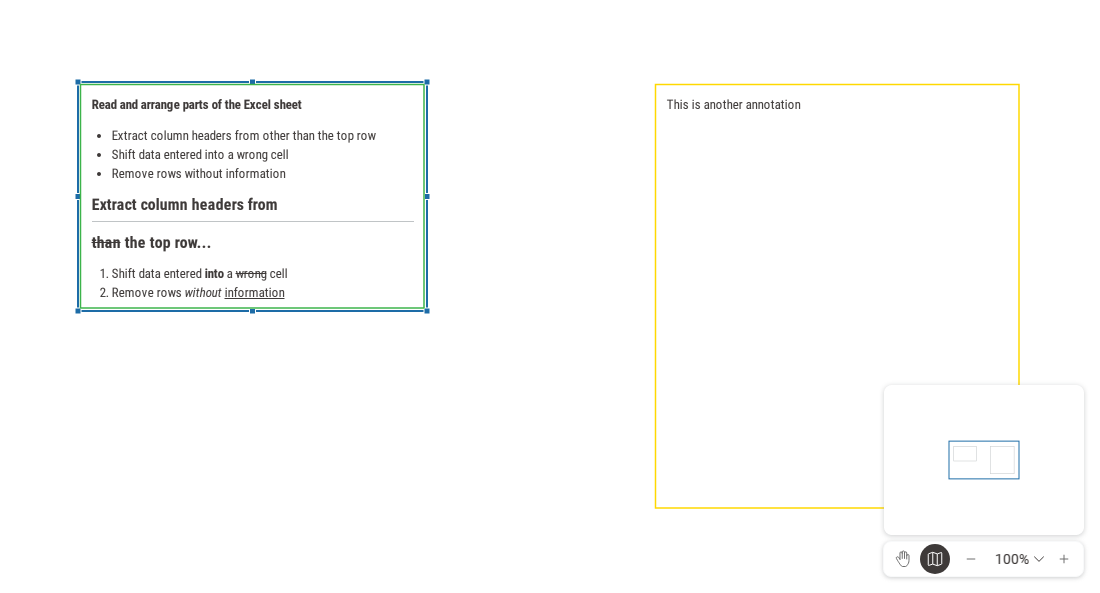 Read and arrange parts of the Excel sheet
• Extract column headers from other than the top row
• Shift data entered into a wrong cell
• Remove rows without information
Extract column headers from
than the top row...
1. Shift data entered into a wrong cell
2. Remove rows without information
This is another annotation
100%